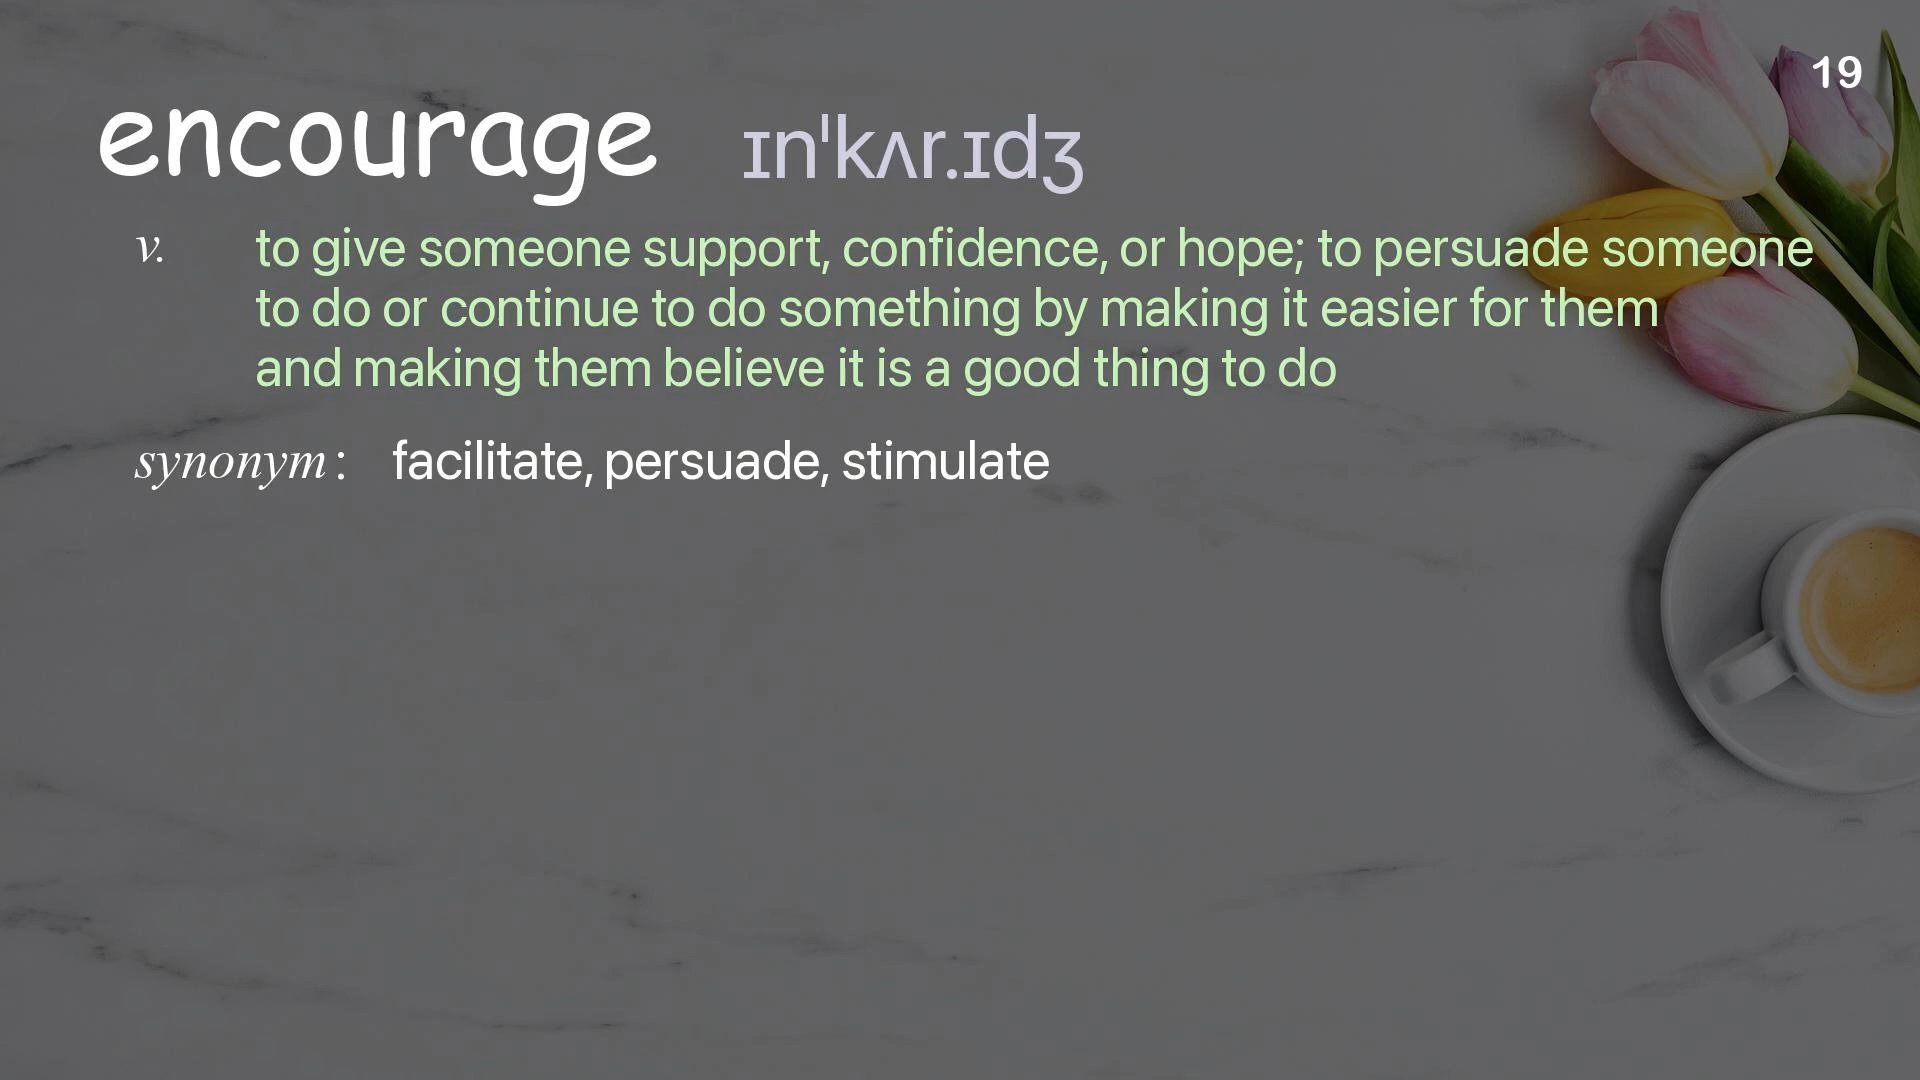 19
encourage ɪnˈkʌr.ɪdʒ
v. to give someone support, confidence, or hope; to persuade someone
to do or continue to do something by making it easier for them
and making them believe it is a good thing to do
synonym : facilitate, persuade, stimulate